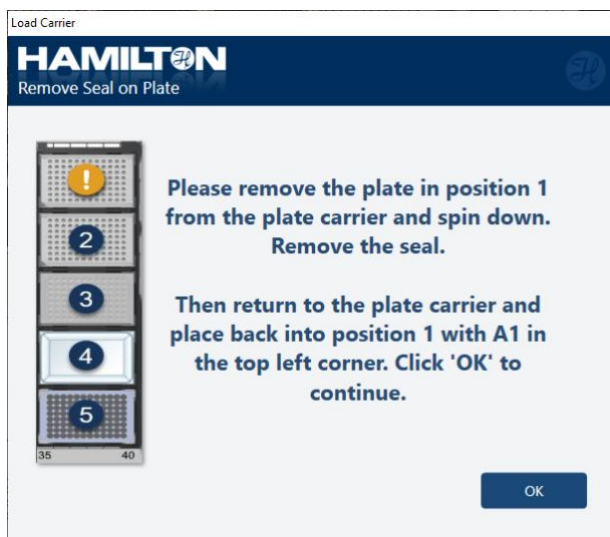 Load Carrier
HAMILTON
Remove Seal on Plate
!
2
3
4
5
35 40
Please remove the plate in position 1
from the plate carrier and spin down.
Remove the seal.
Then return to the plate carrier and
place back into position 1 with A1 in
the top left corner. Click 'OK' to
continue.
OK